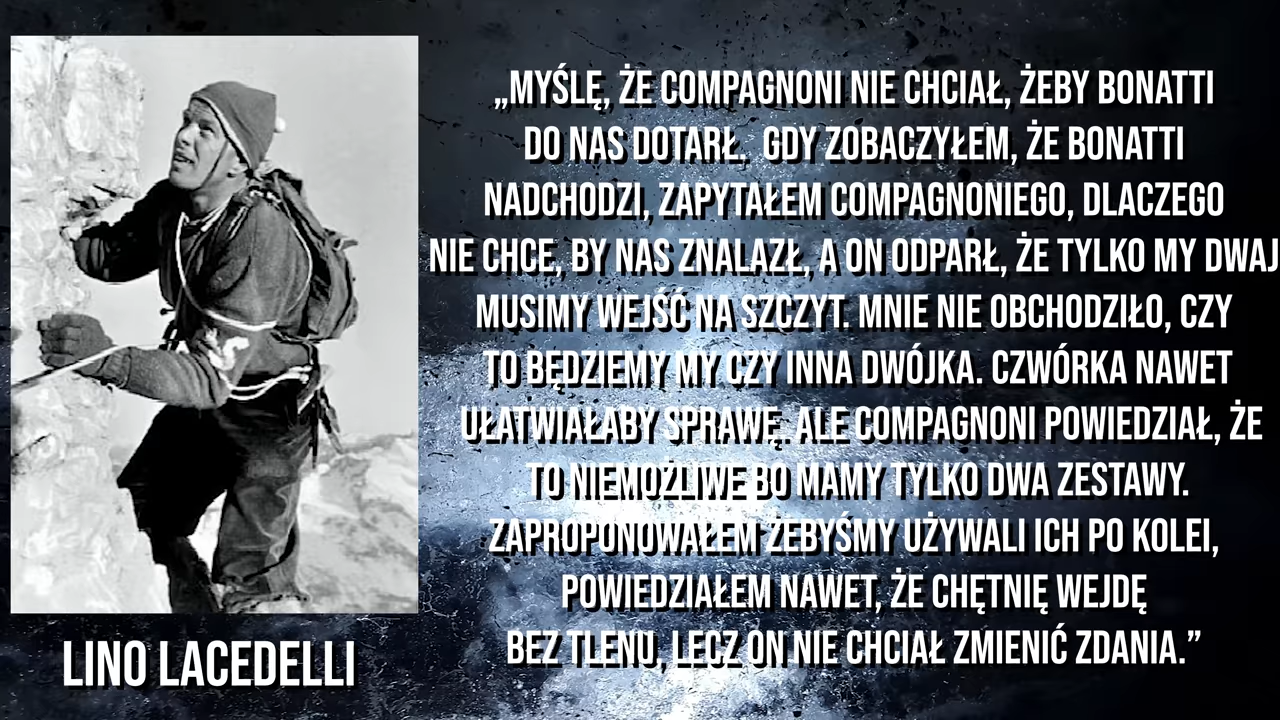 „MYŚLĘ, ŻE COMPAGNONI NIE CHCIAŁ, ŻEBY BONATTI
DO NAS DOTARŁ. GDY ZOBACZYŁEM, ŻE BONATTI
NADCHODZI, ZAPYTAŁEM COMPAGNONIEGO, DLACZEGO
NIE CHCE, BY NAS ZNALAZŁ, A ON ODPARŁ, ŻE TYLKO MY DWAJ
MUSIMY WEJŚĆ NA SZCZYT. MNIE NIE OBCHODZIŁO, CZY
TO BĘDZIEMY MY CZY INNA DWÓJKA. CZWÓRKA NAWET
UŁATWIAŁABY SPRAWĘ. ALE COMPAGNONI POWIEDZIAŁ, ŻE
TO NIEMOŻLIWE BO MAMY TYLKO DWA ZESTAWY.
ZAPROPONOWAŁEM ŻEBYŚMY UŻYWALI ICH PO KOLEI,
POWIEDZIAŁEM NAWET, ŻE CHĘTNIĘ WEJDĘ
BEZ TLENU, LECZ ON NIE CHCIAŁ ZMIENIĆ ZDANIA.”
LINO LACEDELLI